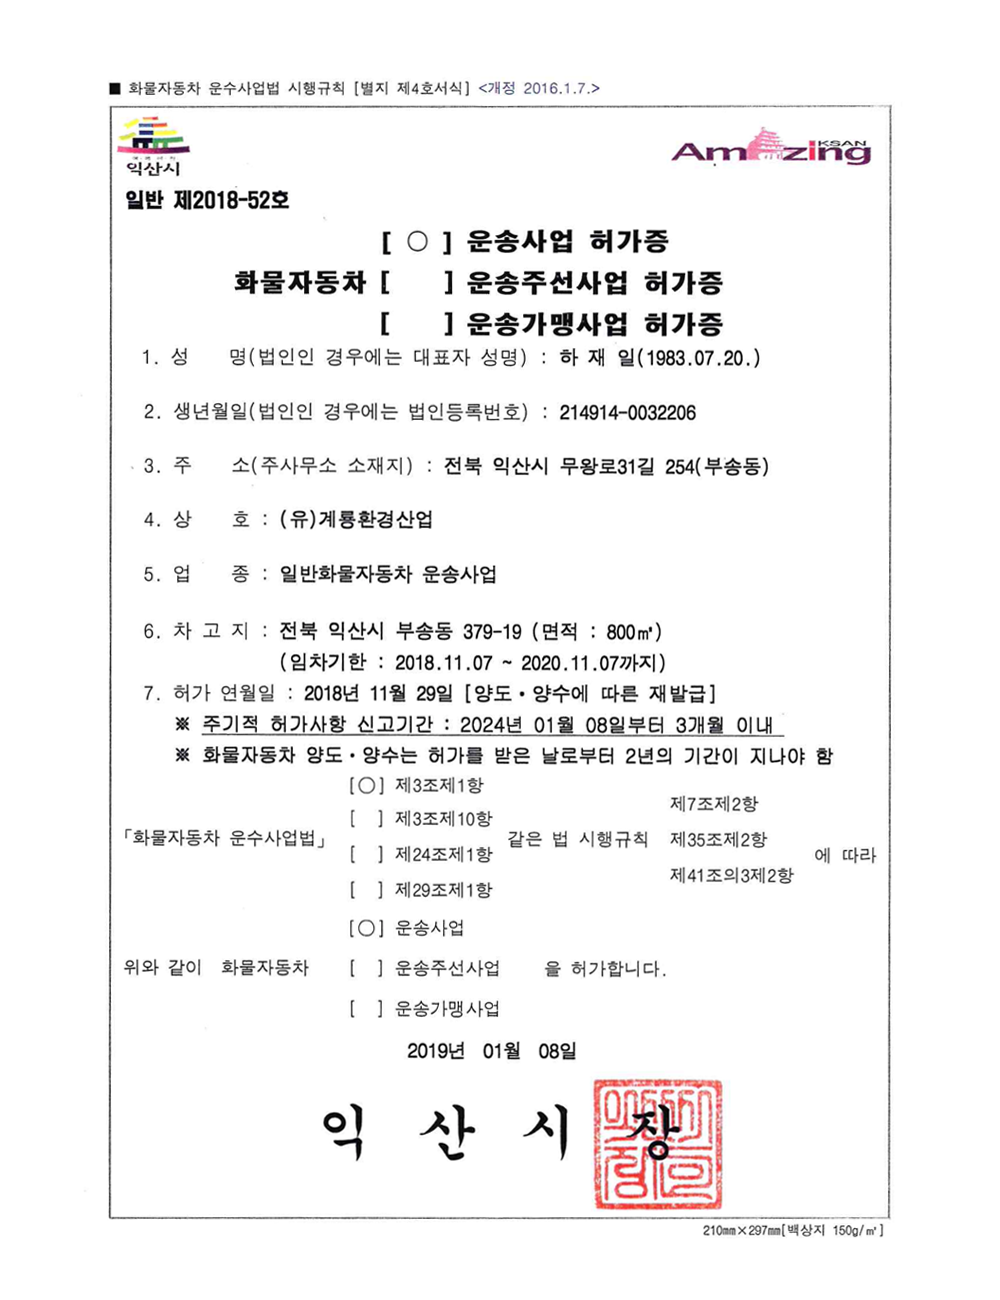 ■ 화물자동차 운수사업법 시행규칙 [별지 제4호서식] <개정 2016.1.7.>
익산시
Amazing IKSAN
일반 제2018-52호
[ ○ ] 운송사업 허가증
화물자동차 [ ] 운송주선사업 허가증
[ ] 운송가맹사업 허가증
1. 성 명(법인인 경우에는 대표자 성명) : 하 재 일(1983.07.20.)
2. 생년월일(법인인 경우에는 법인등록번호) : 214914-0032206
3. 주 소(주사무소 소재지) : 전북 익산시 무왕로31길 254(부송동)
4. 상 호 : (유)계룡환경산업
5. 업 종 : 일반화물자동차 운송사업
6. 차 고 지 : 전북 익산시 부송동 379-19 (면적 : 800㎡)
(임차기한 : 2018.11.07 ~ 2020.11.07까지)
7. 허가 연월일 : 2018년 11월 29일 [양도·양수에 따른 재발급]
※ 주기적 허가사항 신고기간 : 2024년 01월 08일부터 3개월 이내
※ 화물자동차 양도·양수는 허가를 받은 날로부터 2년의 기간이 지나야 함
[○] 제3조제1항
[ ] 제3조제10항
제7조제2항
「화물자동차 운수사업법」
같은 법 시행규칙
제35조제2항
에 따라
[ ] 제24조제1항
제41조의3제2항
[ ] 제29조제1항
[○] 운송사업
위와 같이 화물자동차 [ ] 운송주선사업 을 허가합니다.
[ ] 운송가맹사업
2019년 01월 08일
익 산 시 장
210㎜×297㎜[백상지 150g/㎡]